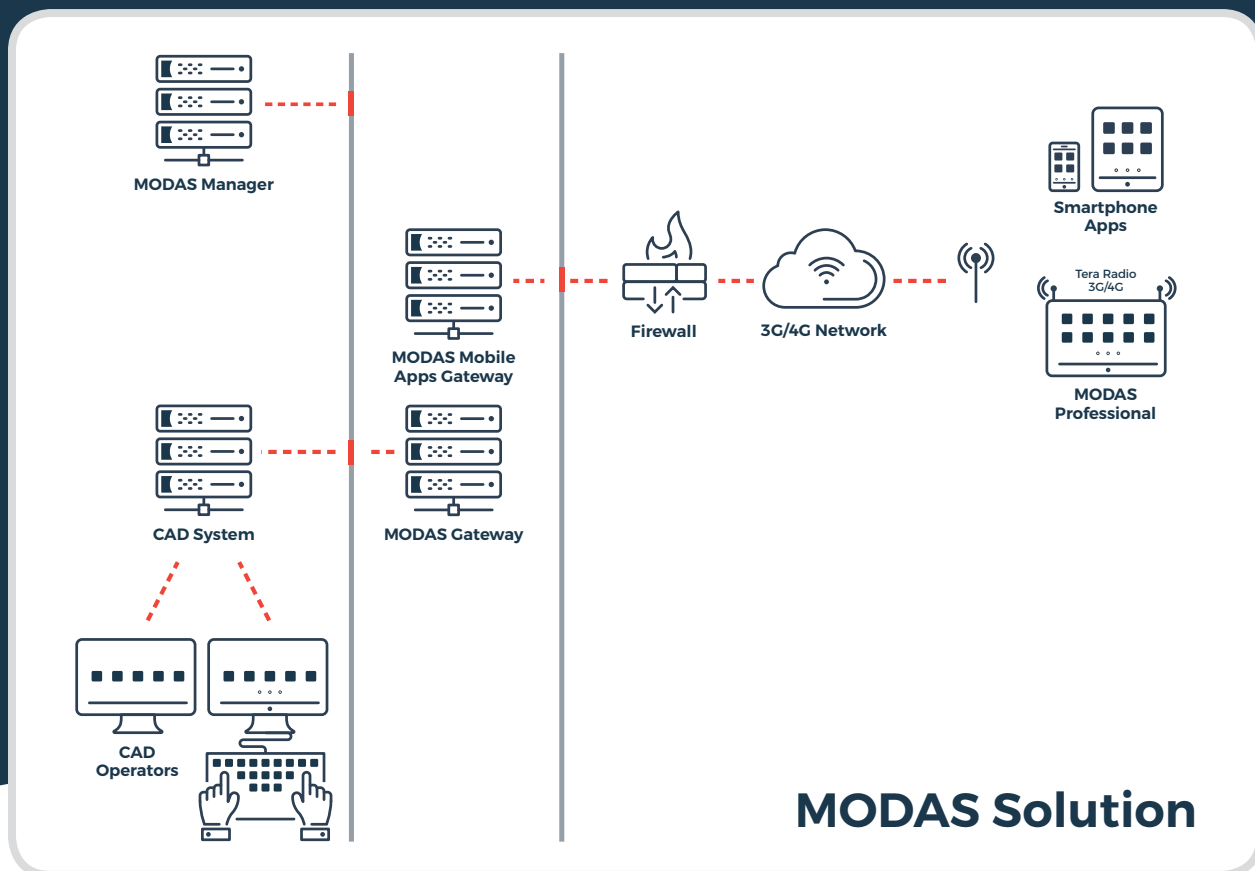 MODAS Manager
Smartphone
Apps
Tera Radio
3G/4G
Firewall
3G/4G Network
MODAS Mobile
Apps Gateway
MODAS
Professional
CAD System
MODAS Gateway
CAD
Operators
MODAS Solution